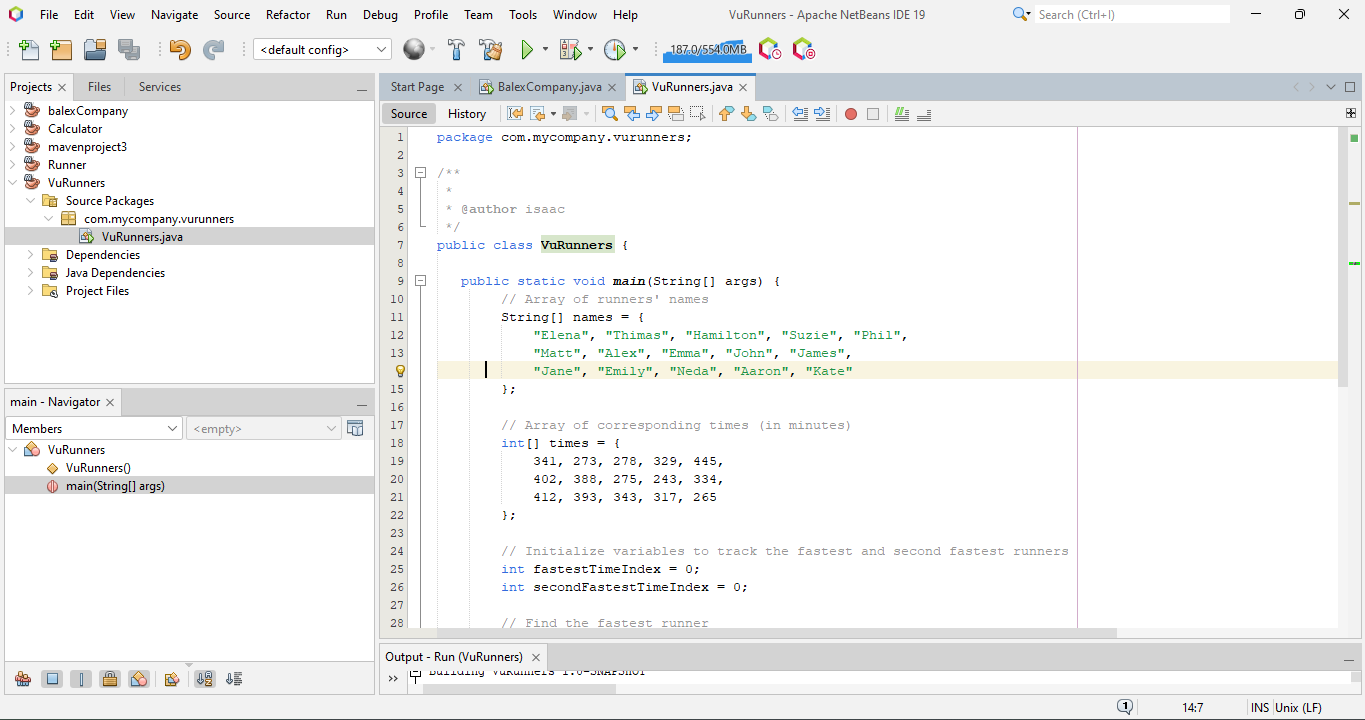 File Edit View Navigate Source Refactor Run Debug Profile Team Tools Window Help VuRunners - Apache NetBeans IDE 19 Search (Ctrl+I)
<default config> 187.0/554.0MB
Projects Files Services
balexCompany
Calculator
mavenproject3
Runner
VuRunners
Source Packages
com.mycompany.vurunners
VuRunners.java
Dependencies
Java Dependencies
Project Files
main - Navigator
Members <empty>
VuRunners
VuRunners()
main(String[] args)
Start Page BalexCompany.java VuRunners.java
Source History
1 package com.mycompany.vurunners;
2
3 /**
4 *
5 * @author isaac
6 */
7 public class VuRunners {
8
9 public static void main(String[] args) {
10 // Array of runners' names
11 String[] names = {
12 "Elena", "Thimas", "Hamilton", "Suzie", "Phil",
13 "Matt", "Alex", "Emma", "John", "James",
"Jane", "Emily", "Neda", "Aaron", "Kate"
15 };
16
17 // Array of corresponding times (in minutes)
18 int[] times = {
19 341, 273, 278, 329, 445,
20 402, 388, 275, 243, 334,
21 412, 393, 343, 317, 265
22 };
23
24 // Initialize variables to track the fastest and second fastest runners
25 int fastestTimeIndex = 0;
26 int secondFastestTimeIndex = 0;
27
28 // Find the fastest runner
Output - Run (VuRunners)
Building VuRunners 1.0-SNAPSHOT
1 14:7 INS Unix (LF)